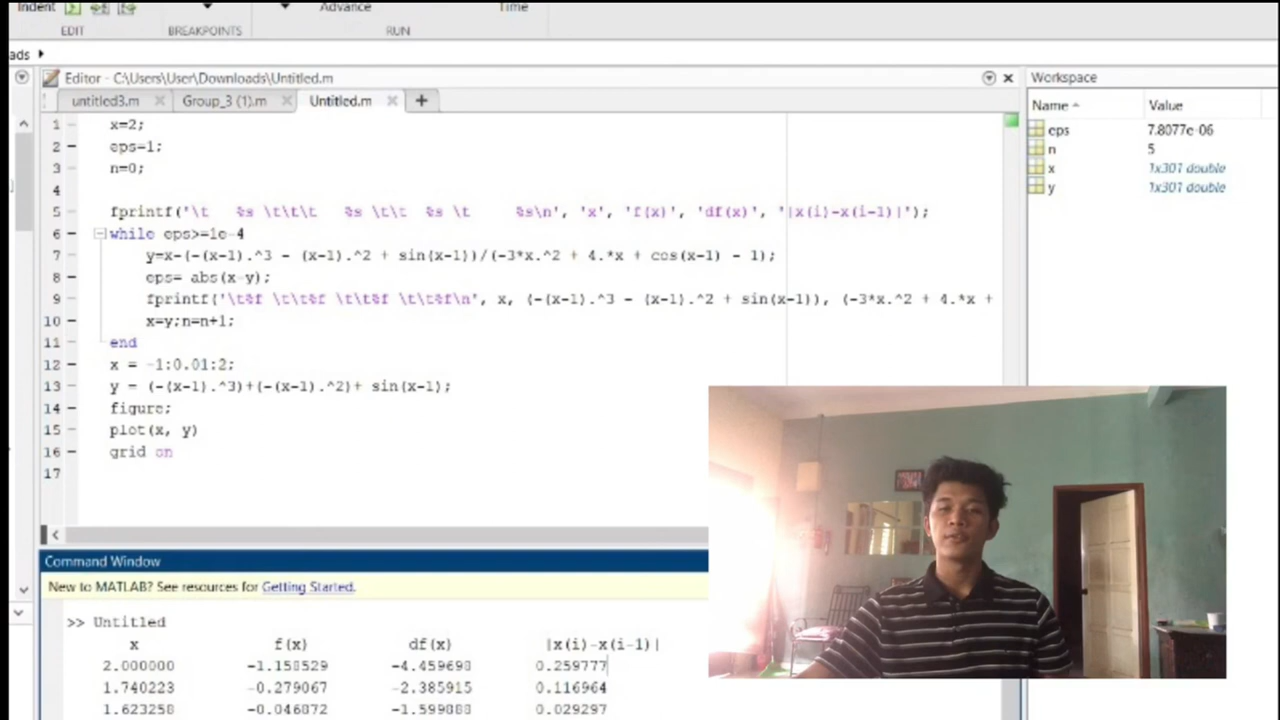 Indent
Advance
Time
EDIT
BREAKPOINTS
RUN
ads
Editor - C:\Users\User\Downloads\Untitled.m
Workspace
untitled3.m
Group_3 (1).m
Untitled.m
Name
Value
eps 7.8077e-06
n 5
x 1x301 double
y 1x301 double
1 x=2;
2 eps=1;
3 n=0;
4
5 fprintf('\t %s \t\t\t %s \t\t %s \t %s\n', 'x', 'f(x)', 'df(x)', '|x(i)-x(i-1)|');
6 while eps>=1e-4
7 y=x-(-(x-1).^3 - (x-1).^2 + sin(x-1))/(-3*x.^2 + 4.*x + cos(x-1) - 1);
8 eps= abs(x-y);
9 fprintf('\t%f \t\t%f \t\t%f \t\t%f\n', x, (-(x-1).^3 - (x-1).^2 + sin(x-1)), (-3*x.^2 + 4.*x +
10 x=y;n=n+1;
11 end
12 x = -1:0.01:2;
13 y = (-(x-1).^3)+(-(x-1).^2)+ sin(x-1);
14 figure;
15 plot(x, y)
16 grid on
17
Command Window
New to MATLAB? See resources for Getting Started.
>> Untitled
x f(x) df(x) |x(i)-x(i-1)|
2.000000 -1.158529 -4.459698 0.259777
1.740223 -0.279067 -2.385915 0.116964
1.623258 -0.046872 -1.599888 0.029297